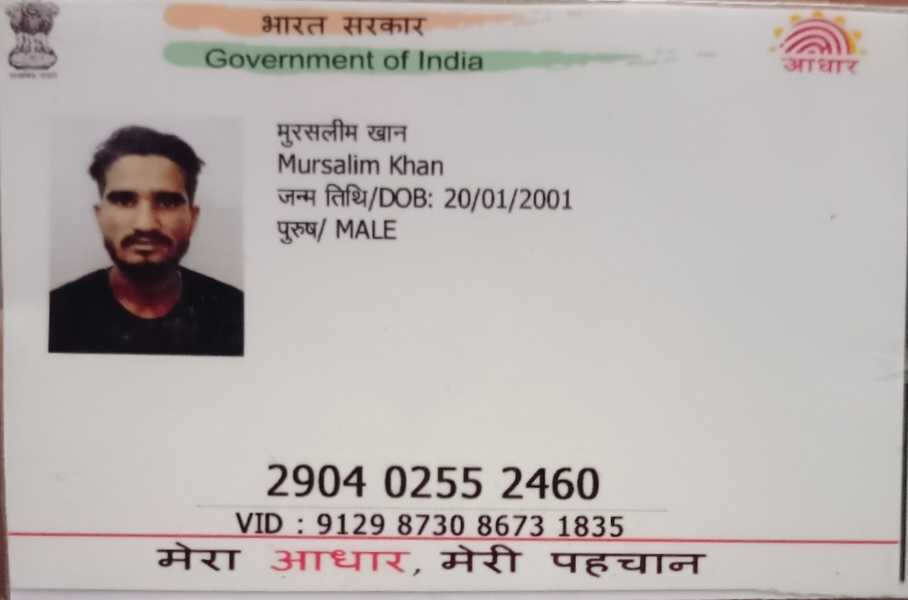 भारत सरकार
Government of India
आधार
मुरसलीम खान
Mursalim Khan
जन्म तिथि/DOB: 20/01/2001
पुरुष/ MALE
2904 0255 2460
VID : 9129 8730 8673 1835
मेरा आधार, मेरी पहचान